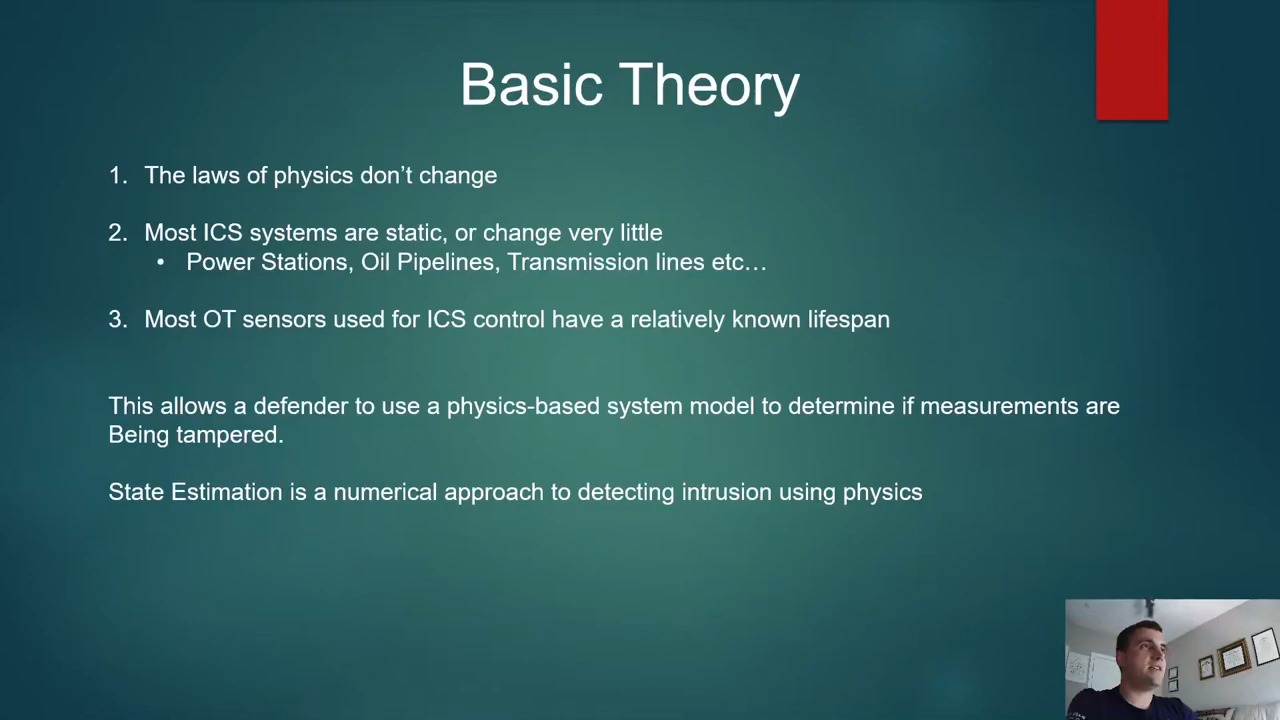 Basic Theory
1. The laws of physics don’t change
2. Most ICS systems are static, or change very little
• Power Stations, Oil Pipelines, Transmission lines etc…
3. Most OT sensors used for ICS control have a relatively known lifespan
This allows a defender to use a physics-based system model to determine if measurements are
Being tampered.
State Estimation is a numerical approach to detecting intrusion using physics